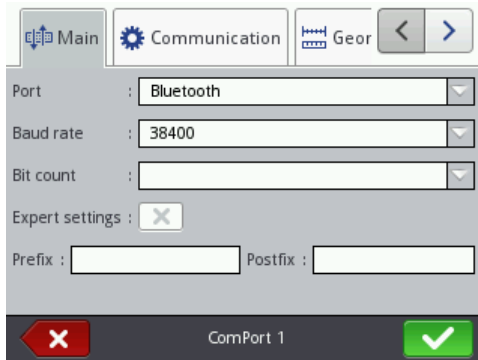 Main Communication Geor
Port : Bluetooth
Baud rate : 38400
Bit count :
Expert settings :
Prefix : Postfix :
ComPort 1